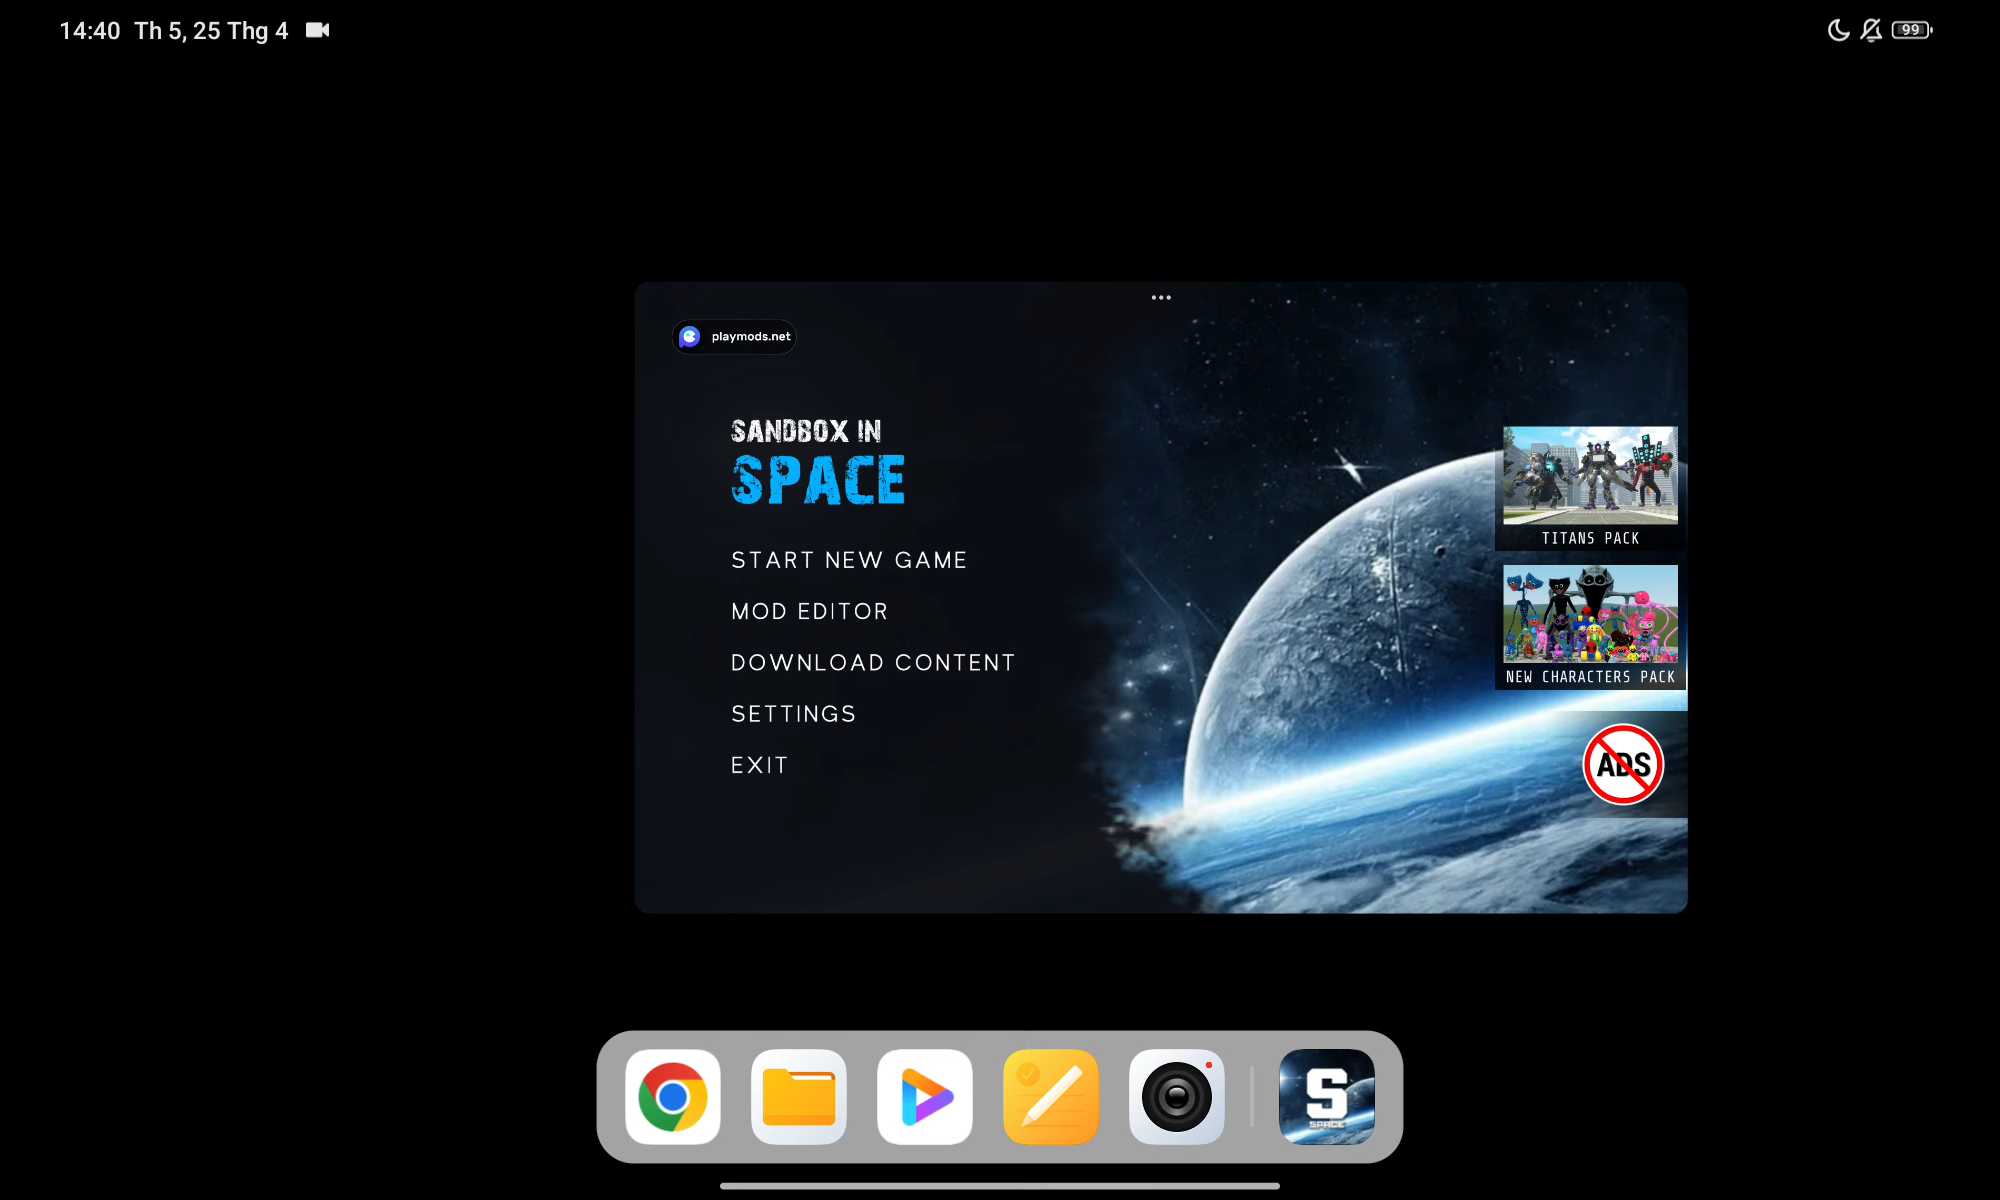 14:40 Th 5, 25 Thg 4
99
playmods.net
SANDBOX IN
SPACE
START NEW GAME
MOD EDITOR
DOWNLOAD CONTENT
SETTINGS
EXIT
TITANS PACK
NEW CHARACTERS PACK
ADS
S
SPACE